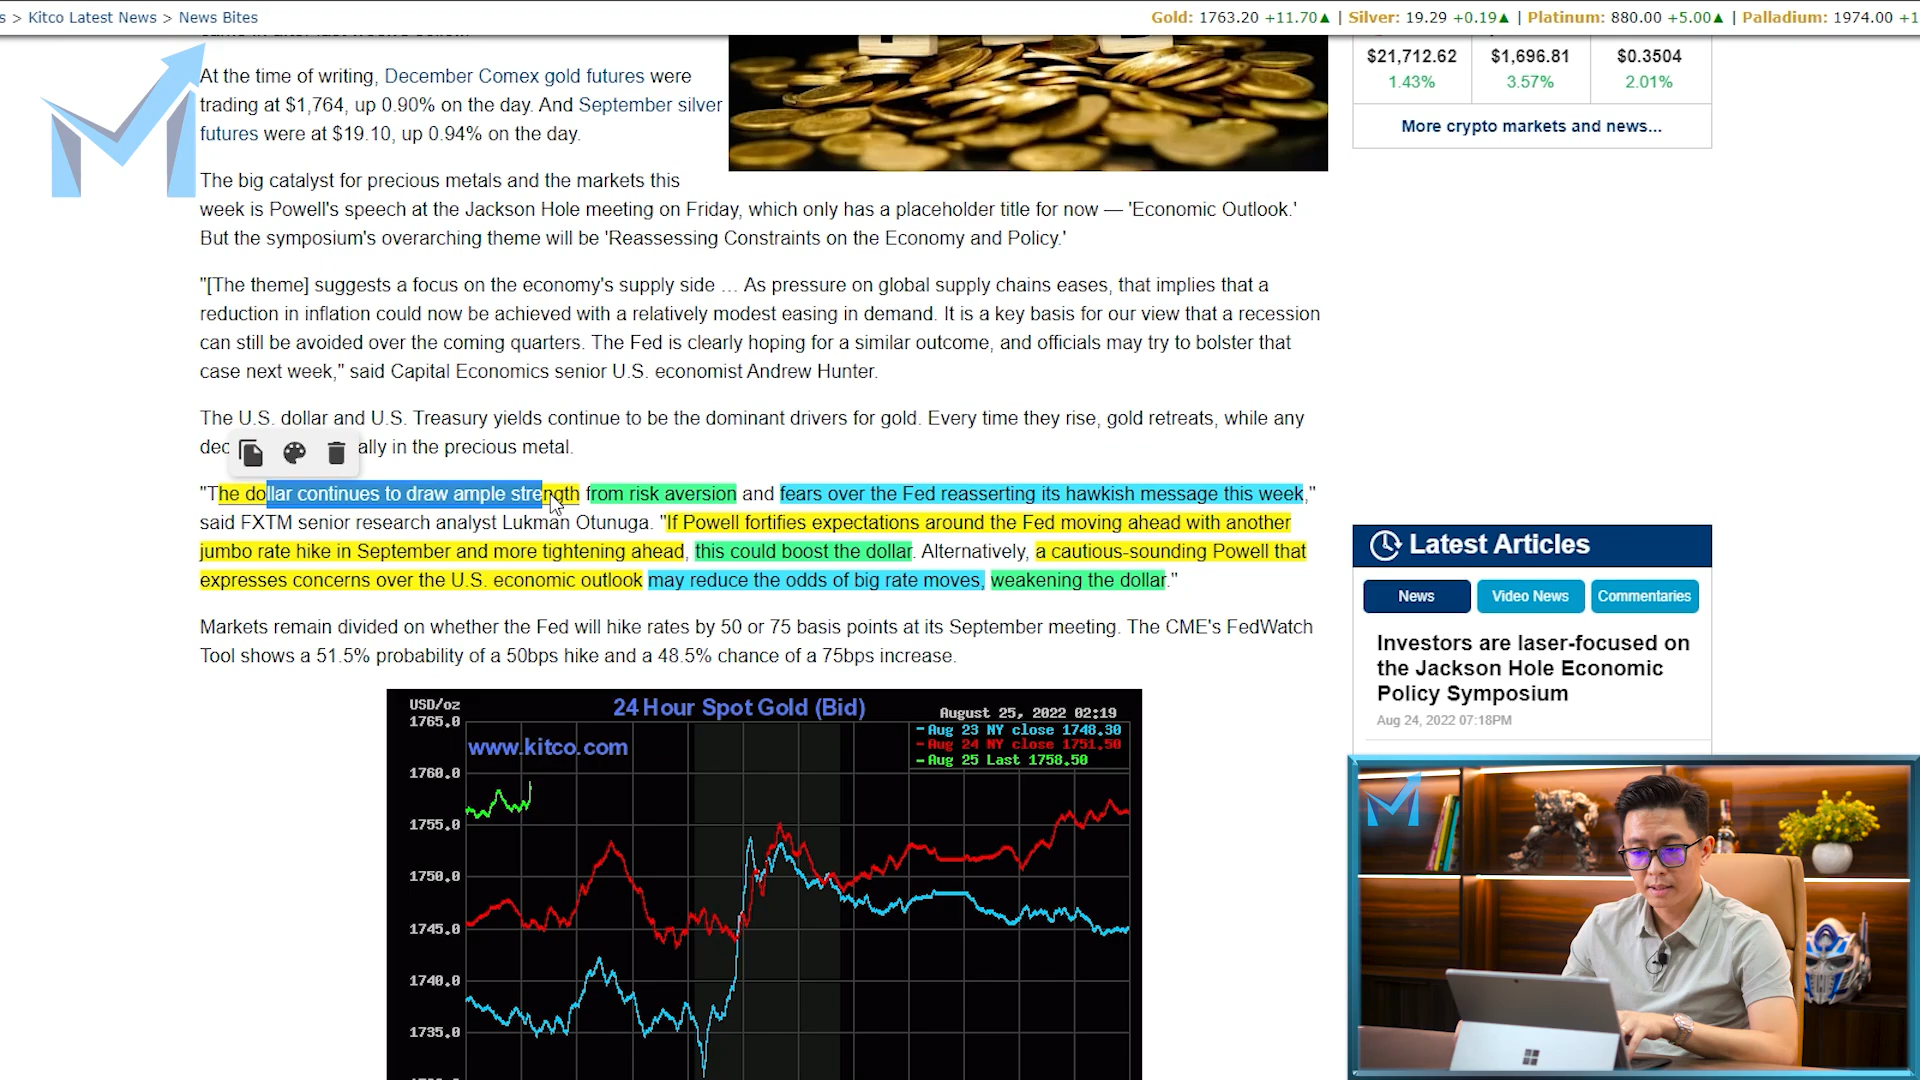 s > Kitco Latest News > News Bites
Gold: 1763.20 +11.70▲ | Silver: 19.29 +0.19▲ | Platinum: 880.00 +5.00▲ | Palladium: 1974.00 +1
At the time of writing, December Comex gold futures were
trading at $1,764, up 0.90% on the day. And September silver
futures were at $19.10, up 0.94% on the day.
The big catalyst for precious metals and the markets this
week is Powell's speech at the Jackson Hole meeting on Friday, which only has a placeholder title for now — 'Economic Outlook.'
But the symposium's overarching theme will be 'Reassessing Constraints on the Economy and Policy.'
"[The theme] suggests a focus on the economy's supply side … As pressure on global supply chains eases, that implies that a
reduction in inflation could now be achieved with a relatively modest easing in demand. It is a key basis for our view that a recession
can still be avoided over the coming quarters. The Fed is clearly hoping for a similar outcome, and officials may try to bolster that
case next week," said Capital Economics senior U.S. economist Andrew Hunter.
The U.S. dollar and U.S. Treasury yields continue to be the dominant drivers for gold. Every time they rise, gold retreats, while any
dec ally in the precious metal.
"The dollar continues to draw ample strength from risk aversion and fears over the Fed reasserting its hawkish message this week,"
said FXTM senior research analyst Lukman Otunuga. "If Powell fortifies expectations around the Fed moving ahead with another
jumbo rate hike in September and more tightening ahead, this could boost the dollar. Alternatively, a cautious-sounding Powell that
expresses concerns over the U.S. economic outlook may reduce the odds of big rate moves, weakening the dollar."
Markets remain divided on whether the Fed will hike rates by 50 or 75 basis points at its September meeting. The CME's FedWatch
Tool shows a 51.5% probability of a 50bps hike and a 48.5% chance of a 75bps increase.
USD/oz
24 Hour Spot Gold (Bid)
August 25, 2022 02:19
www.kitco.com
Aug 23 NY close 1748.30
Aug 24 NY close 1751.50
Aug 25 Last 1758.50
1765.0
1760.0
1755.0
1750.0
1745.0
1740.0
1735.0
$21,712.62 $1,696.81 $0.3504
1.43% 3.57% 2.01%
More crypto markets and news...
Latest Articles
News Video News Commentaries
Investors are laser-focused on
the Jackson Hole Economic
Policy Symposium
Aug 24, 2022 07:18PM